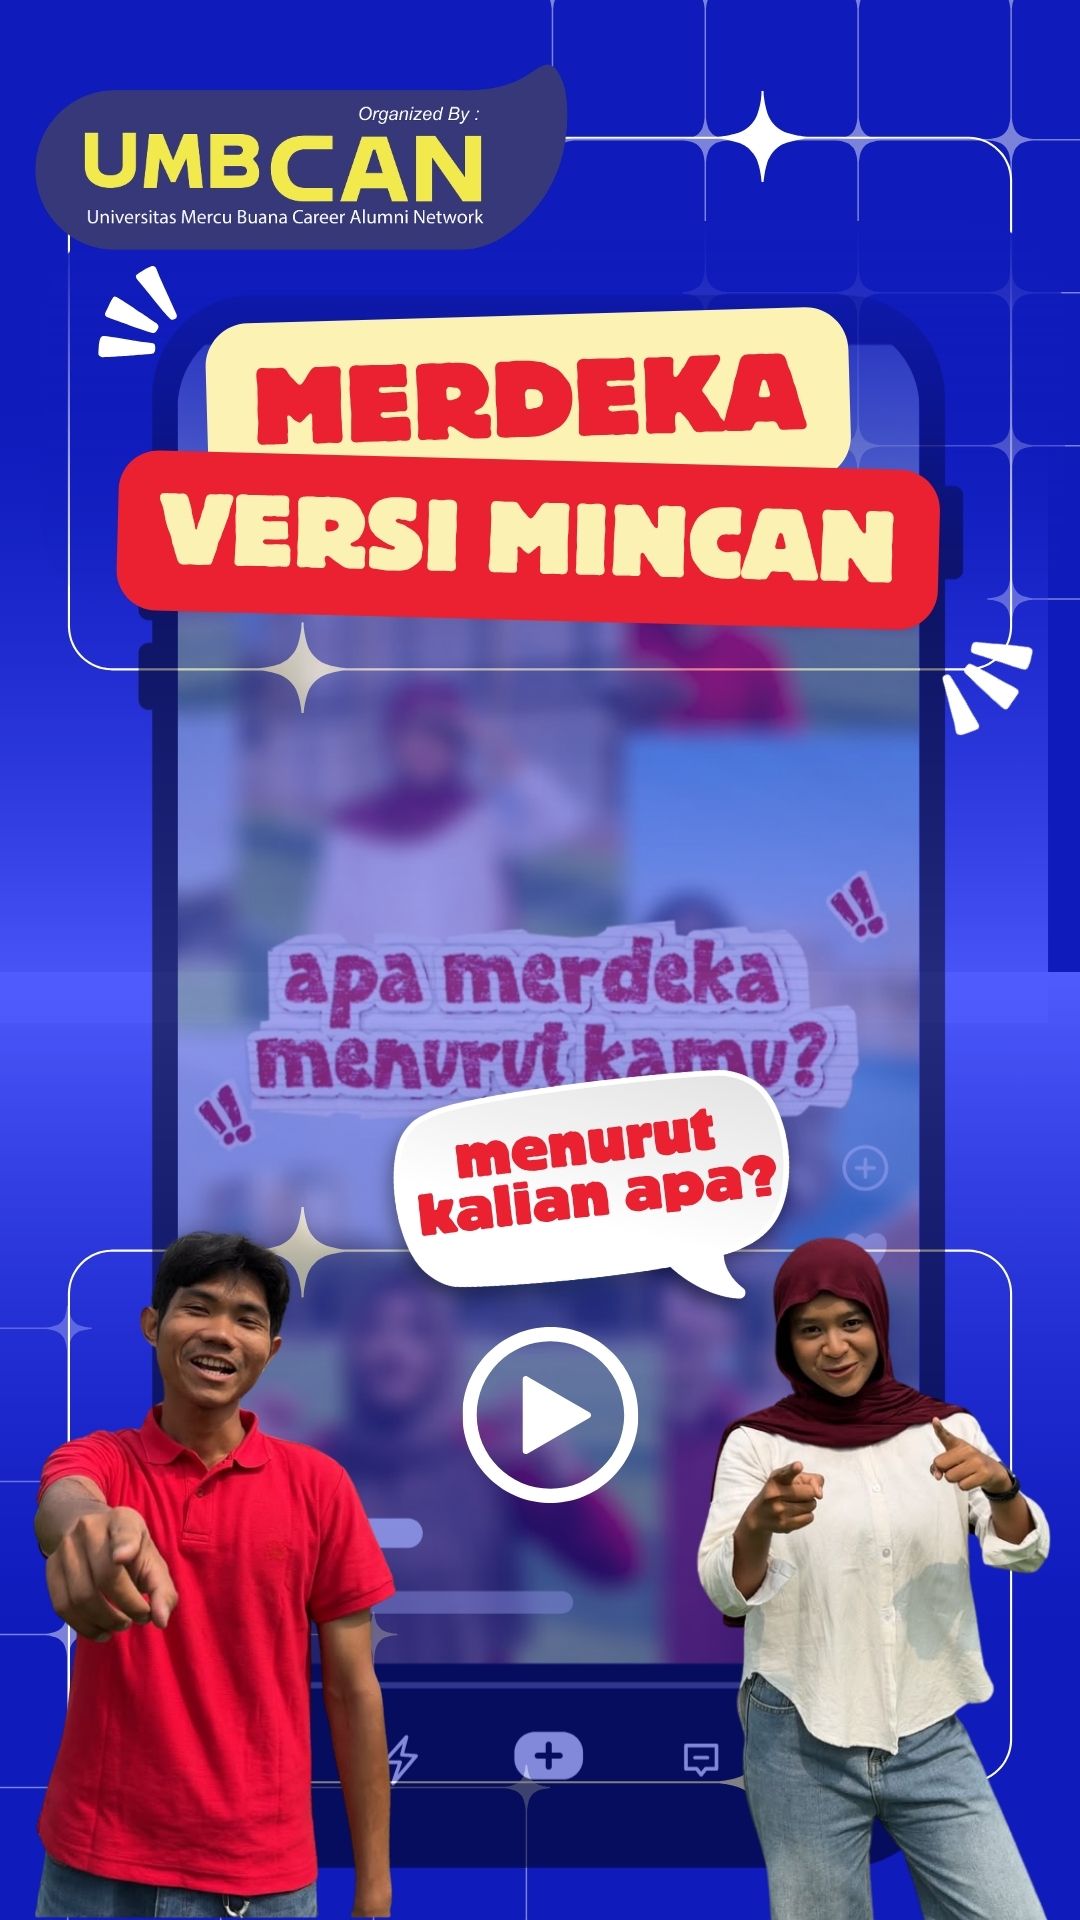 Organized By :
UMBCAN
Universitas Mercu Buana Career Alumni Network
MERDEKA
VERSI MINCAN
apa merdeka
menurut kamu?
menurut
kalian apa?